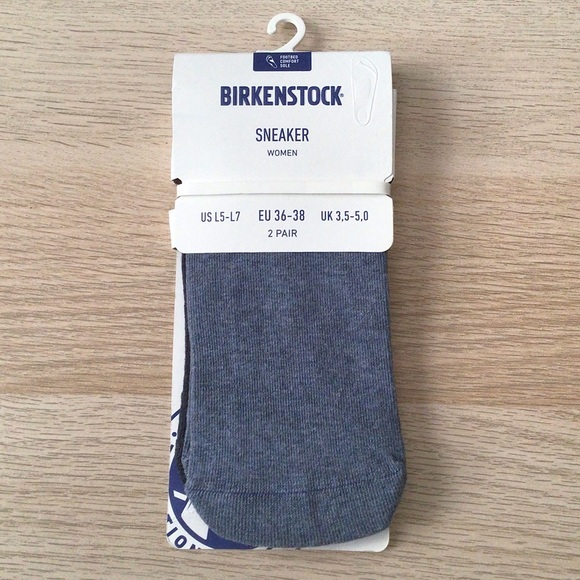 FOOTBED
COMFORT
SOLE
BIRKENSTOCK
SNEAKER
WOMEN
US L5-L7 EU 36-38 UK 3,5-5,0
2 PAIR